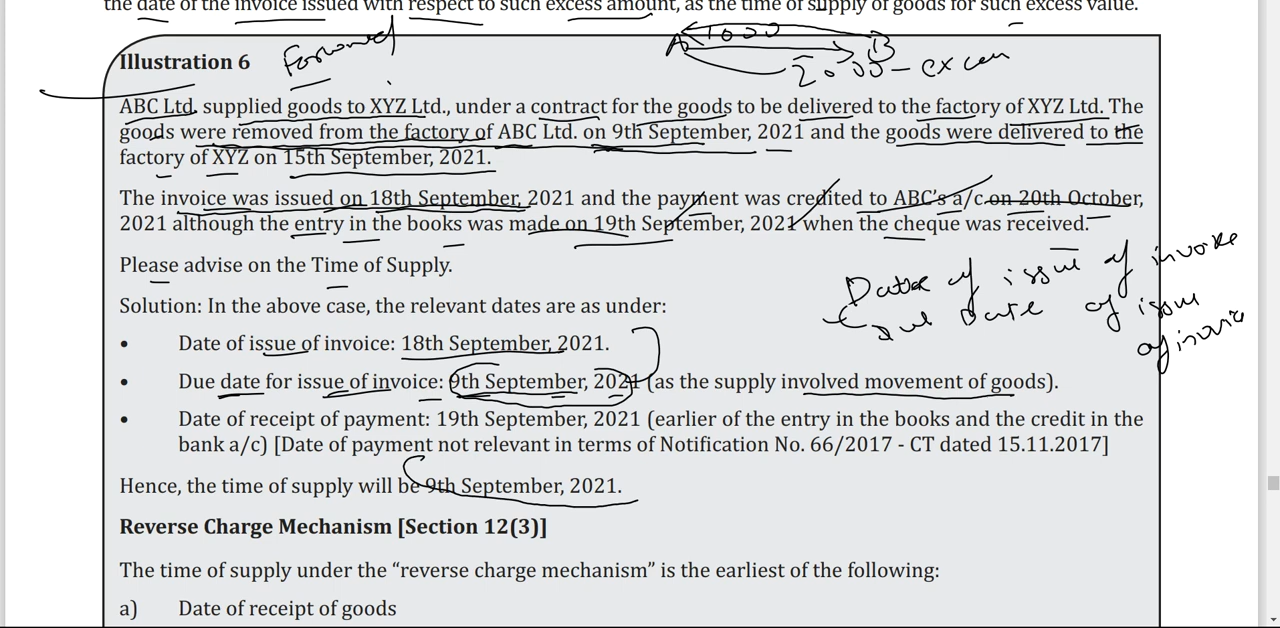 the date of the invoice issued with respect to such excess amount, as the time of supply of goods for such excess value.
A 1000 B
Forward
Illustration 6
2000 - excess
ABC Ltd. supplied goods to XYZ Ltd., under a contract for the goods to be delivered to the factory of XYZ Ltd. The
goods were removed from the factory of ABC Ltd. on 9th September, 2021 and the goods were delivered to the
factory of XYZ on 15th September, 2021.
The invoice was issued on 18th September, 2021 and the payment was credited to ABC's a/c on 20th October,
2021 although the entry in the books was made on 19th September, 2021 when the cheque was received.
Please advise on the Time of Supply.
Date of issue of invoice
Due date of issue
of invoice
Solution: In the above case, the relevant dates are as under:
• Date of issue of invoice: 18th September, 2021.
• Due date for issue of invoice: 9th September, 2021 (as the supply involved movement of goods).
• Date of receipt of payment: 19th September, 2021 (earlier of the entry in the books and the credit in the
bank a/c) [Date of payment not relevant in terms of Notification No. 66/2017 - CT dated 15.11.2017]
Hence, the time of supply will be 9th September, 2021.
Reverse Charge Mechanism [Section 12(3)]
The time of supply under the “reverse charge mechanism” is the earliest of the following:
a) Date of receipt of goods